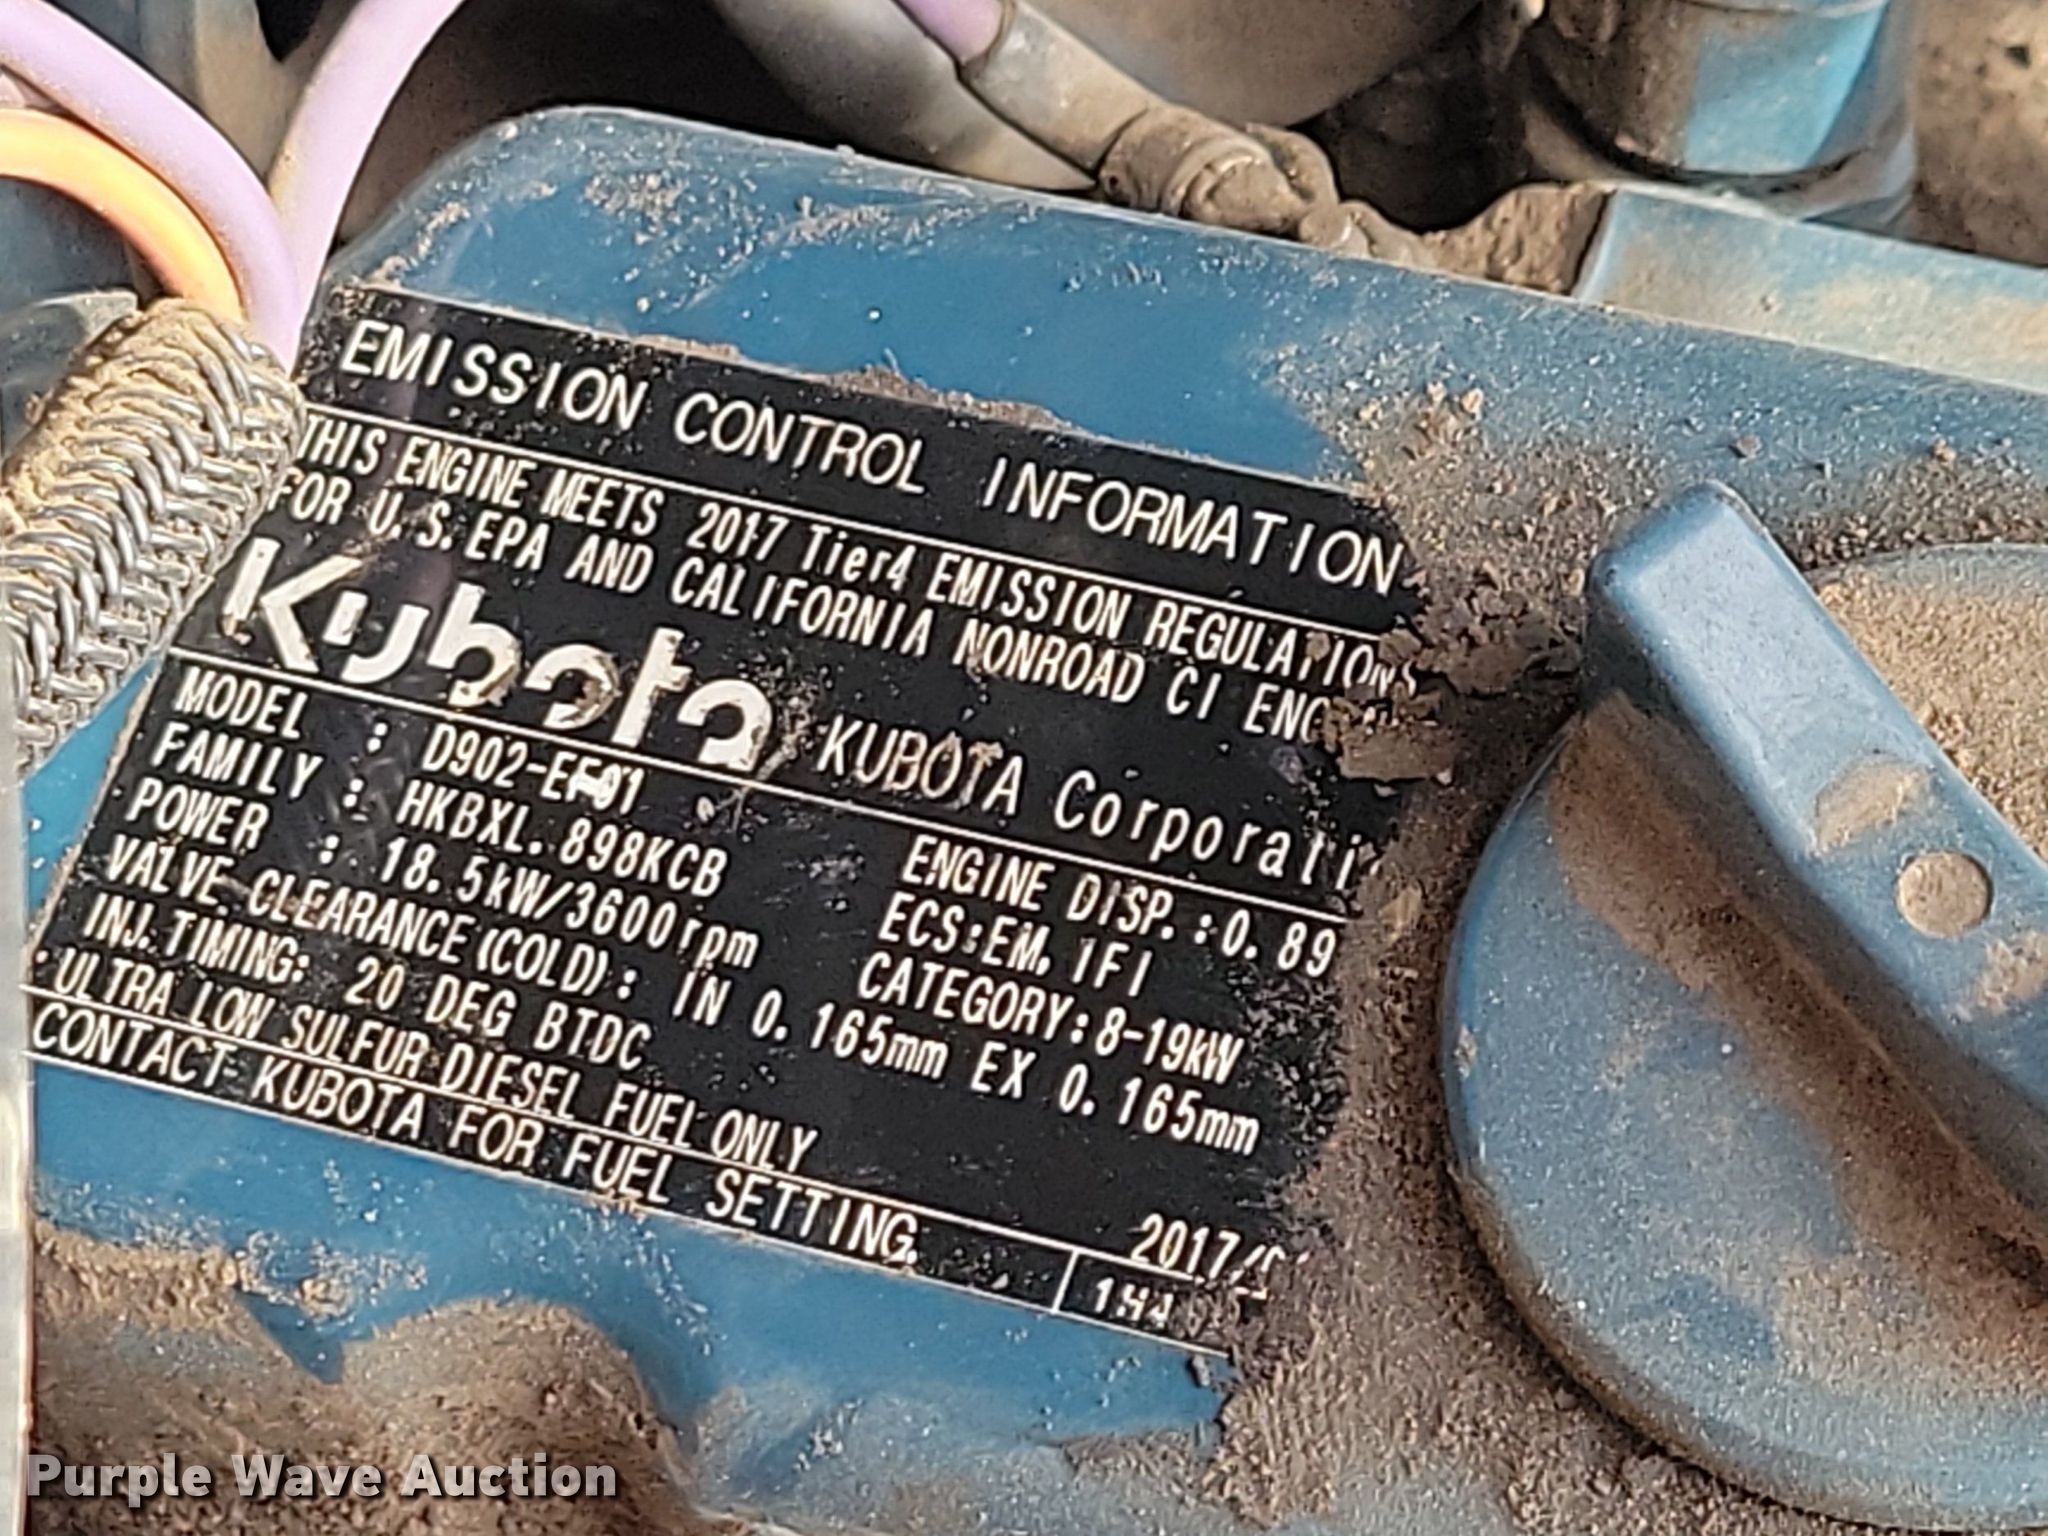 EMISSION CONTROL INFORMATION
THIS ENGINE MEETS 2017 Tier4 EMISSION REGULATIONS
FOR U.S.EPA AND CALIFORNIA NONROAD CI
Kubota KUBOTA
MODEL : D902-EF01
FAMILY : HKBXL.898KCB ENGINE DISP.:0.89
POWER : 18.5kW/3600rpm ECS:EM, IFI
CATEGORY:8-19kW
VALVE CLEARANCE(COLD): IN 0.165mm EX 0.165mm
INJ.TIMING: 20 DEG BTDC
ULTRA LOW SULFUR DIESEL FUEL ONLY
2017/
CONTACT KUBOTA FOR FUEL SETTING.
Purple Wave Auction